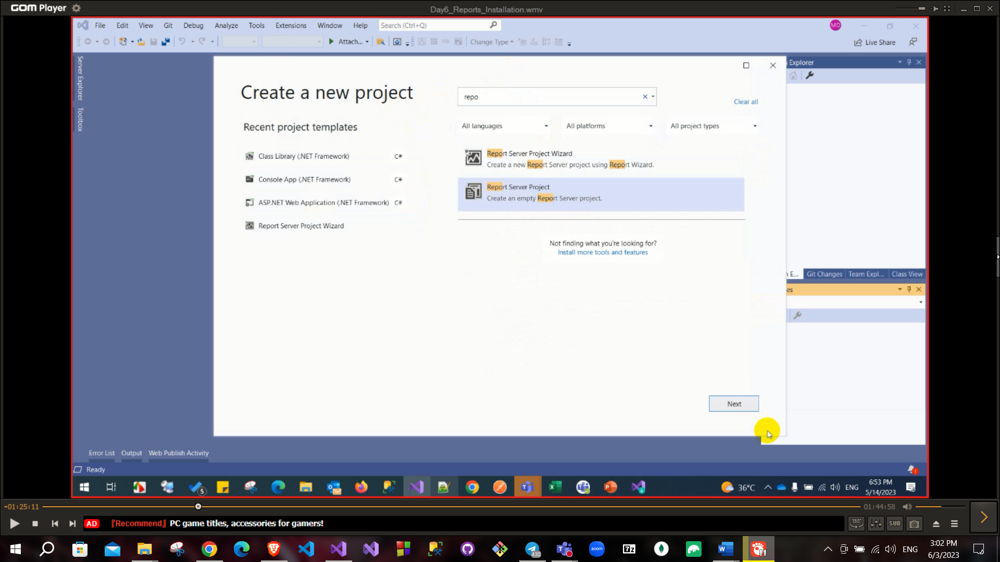 GOM Player
Day6_Reports_Installation.wmv
File Edit View Git Debug Analyze Tools Extensions Window Help Search (Ctrl+Q) MD
Attach... Change Type Live Share
Server Explorer
Toolbox
Explorer
Create a new project
repo
Clear all
Recent project templates
All languages All platforms All project types
Class Library (.NET Framework) C#
Console App (.NET Framework) C#
ASP.NET Web Application (.NET Framework) C#
Report Server Project Wizard
Report Server Project Wizard
Create a new Report Server project using Report Wizard.
Report Server Project
Create an empty Report Server project.
Not finding what you're looking for?
Install more tools and features
E... Git Changes Team Expl... Class View
es
Next
Error List Output Web Publish Activity
Ready
1
5
36°C ENG
6:53 PM
5/14/2023
-01:25:11
01:44:58
AD 『Recommend』 PC game titles, accessories for gamers!
360°
SUB
430
zoom
7z
ENG
3:02 PM
6/3/2023